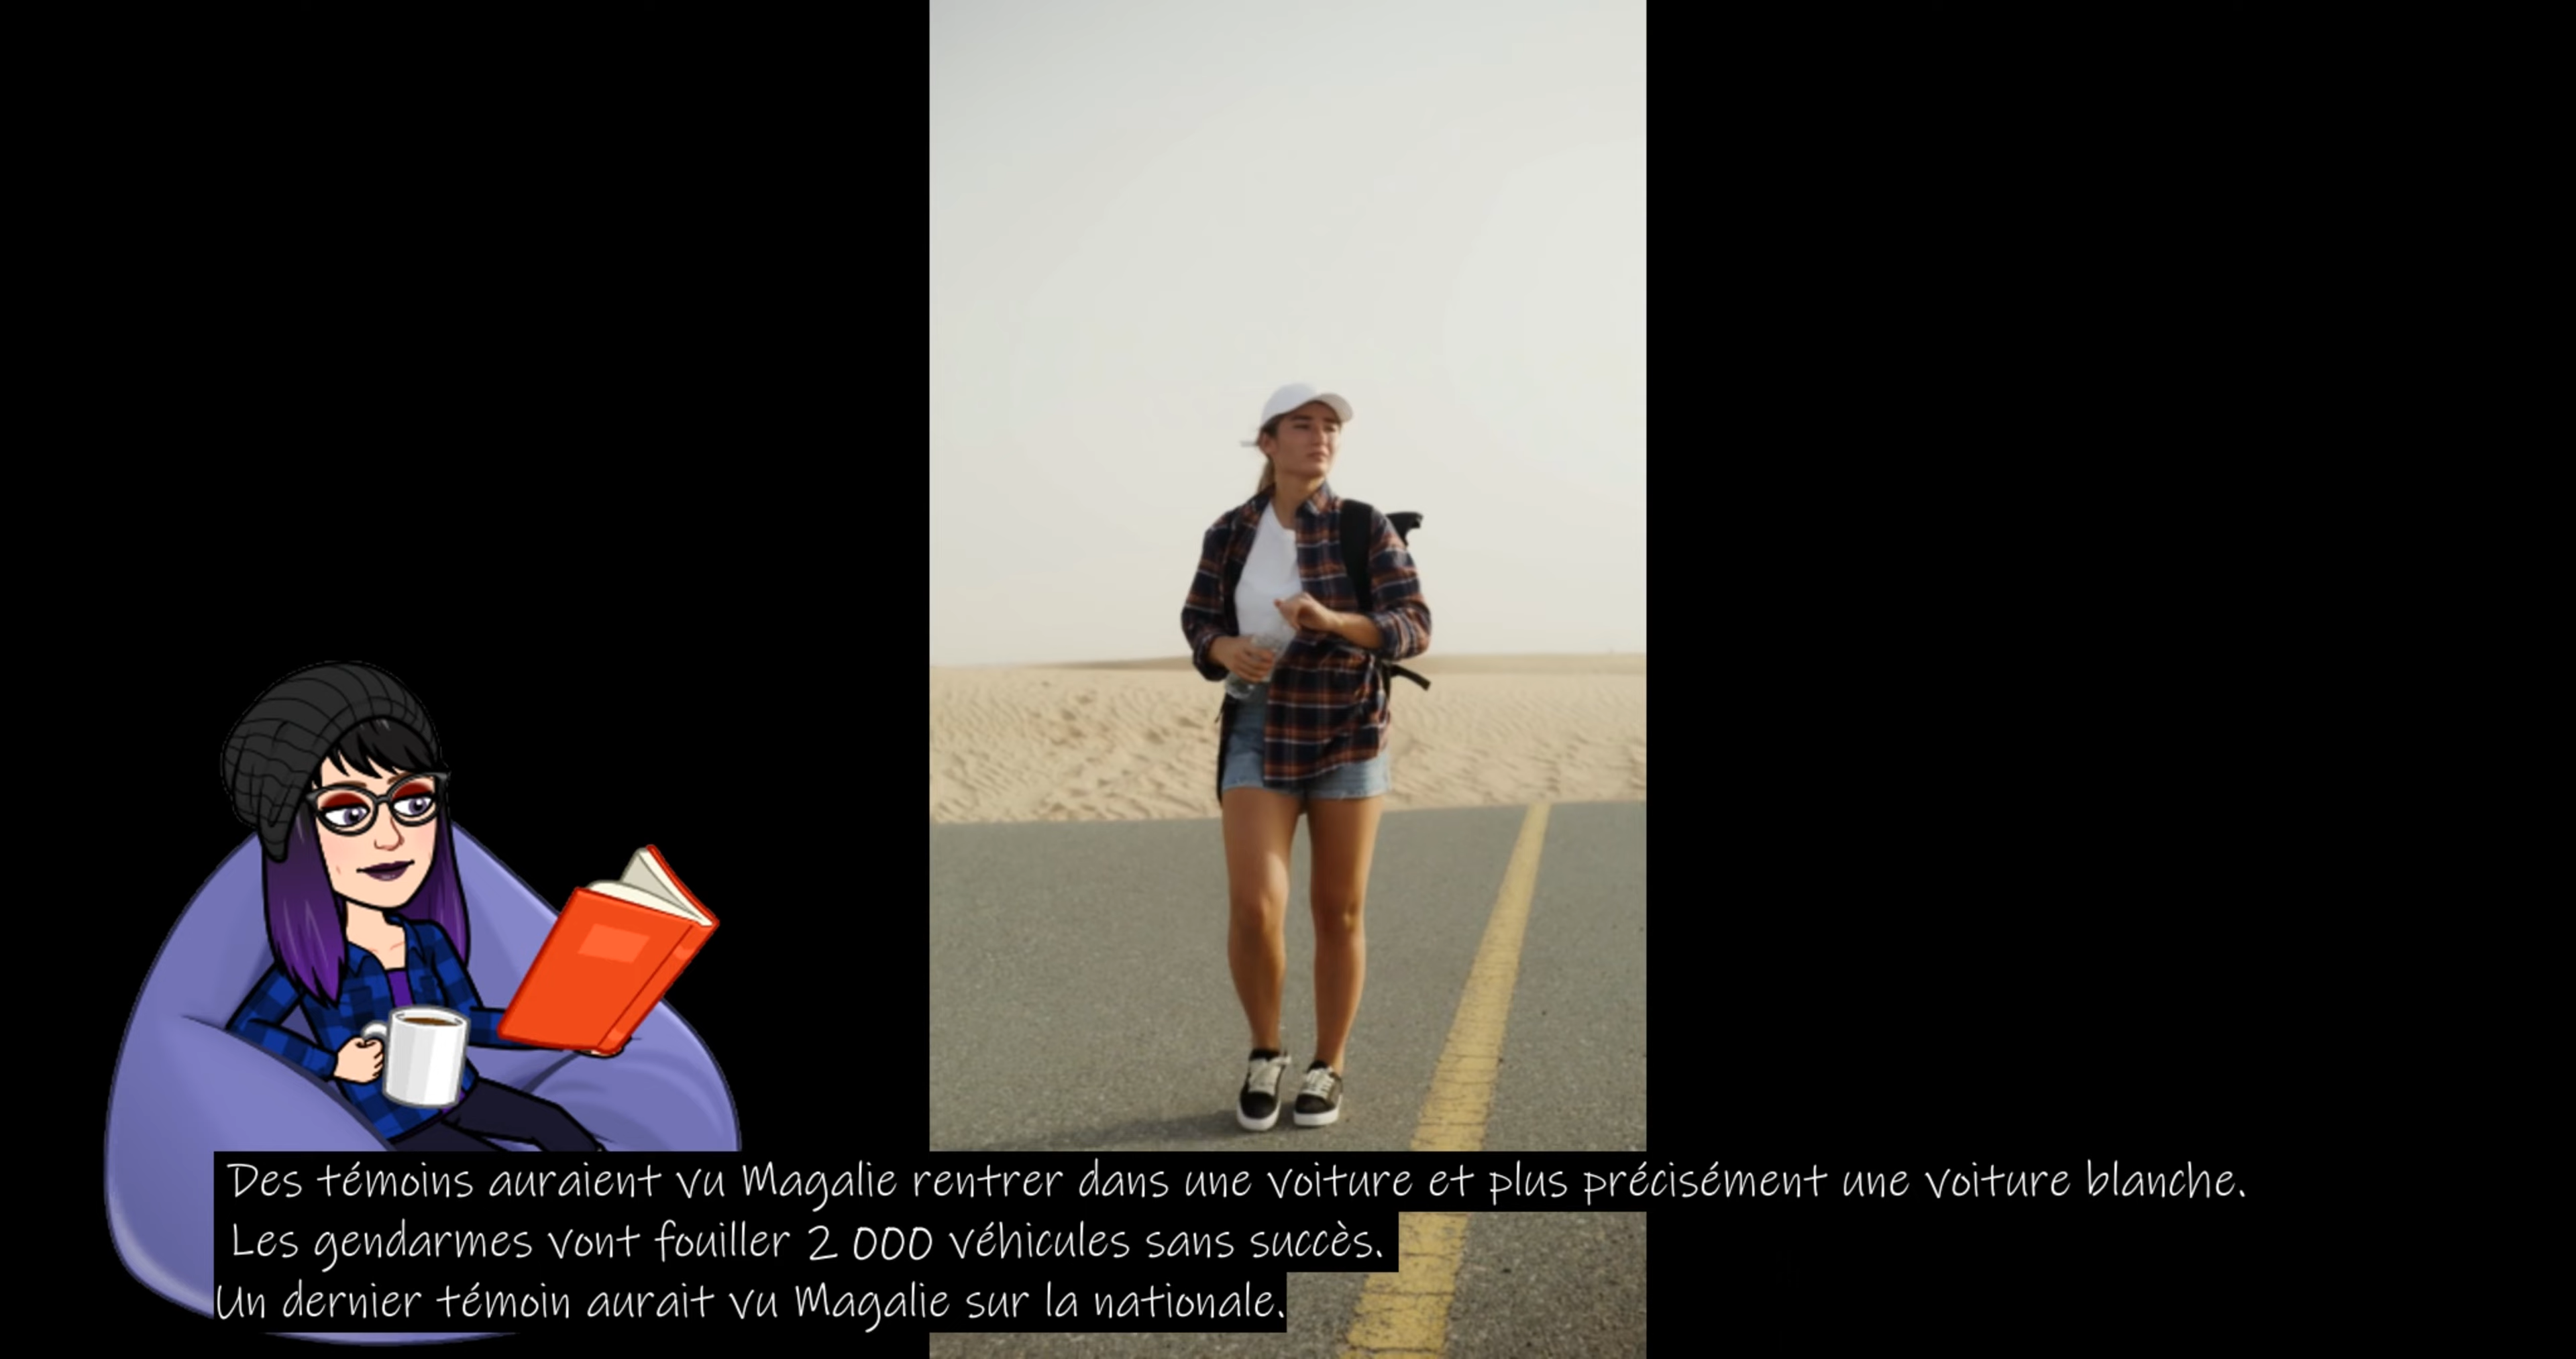 Des témoins auraient vu Magalie rentrer dans une voiture et plus précisément une voiture blanche.
Les gendarmes vont fouiller 2 000 véhicules sans succès.
Un dernier témoin aurait vu Magalie sur la nationale.